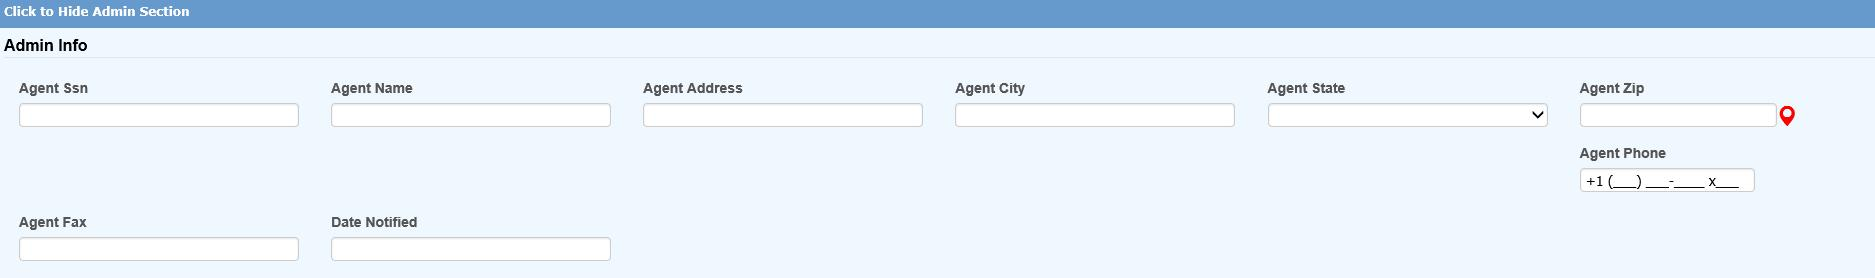 Click to Hide Admin Section
Admin Info
Agent Ssn Agent Name Agent Address Agent City Agent State Agent Zip
Agent Phone
+1 (___) ___-____ x___
Agent Fax Date Notified